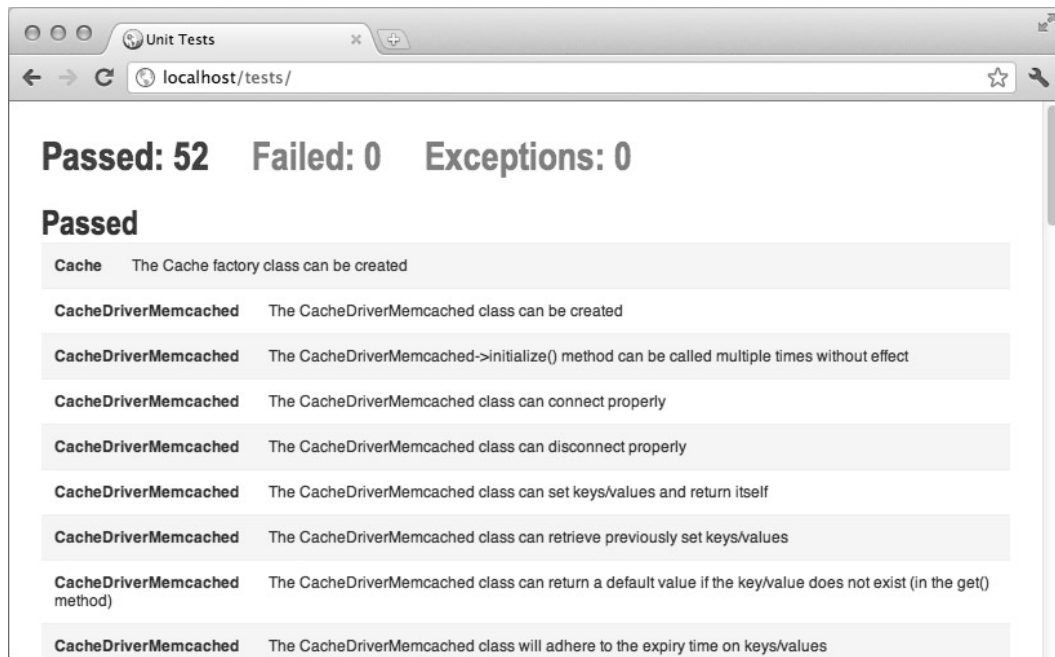 Unit Tests
localhost/tests/
Passed: 52 Failed: 0 Exceptions: 0
Passed
Cache The Cache factory class can be created
CacheDriverMemcached The CacheDriverMemcached class can be created
CacheDriverMemcached The CacheDriverMemcached->initialize() method can be called multiple times without effect
CacheDriverMemcached The CacheDriverMemcached class can connect properly
CacheDriverMemcached The CacheDriverMemcached class can disconnect properly
CacheDriverMemcached The CacheDriverMemcached class can set keys/values and return itself
CacheDriverMemcached The CacheDriverMemcached class can retrieve previously set keys/values
CacheDriverMemcached The CacheDriverMemcached class can return a default value if the key/value does not exist (in the get()
method)
CacheDriverMemcached The CacheDriverMemcached class will adhere to the expiry time on keys/values